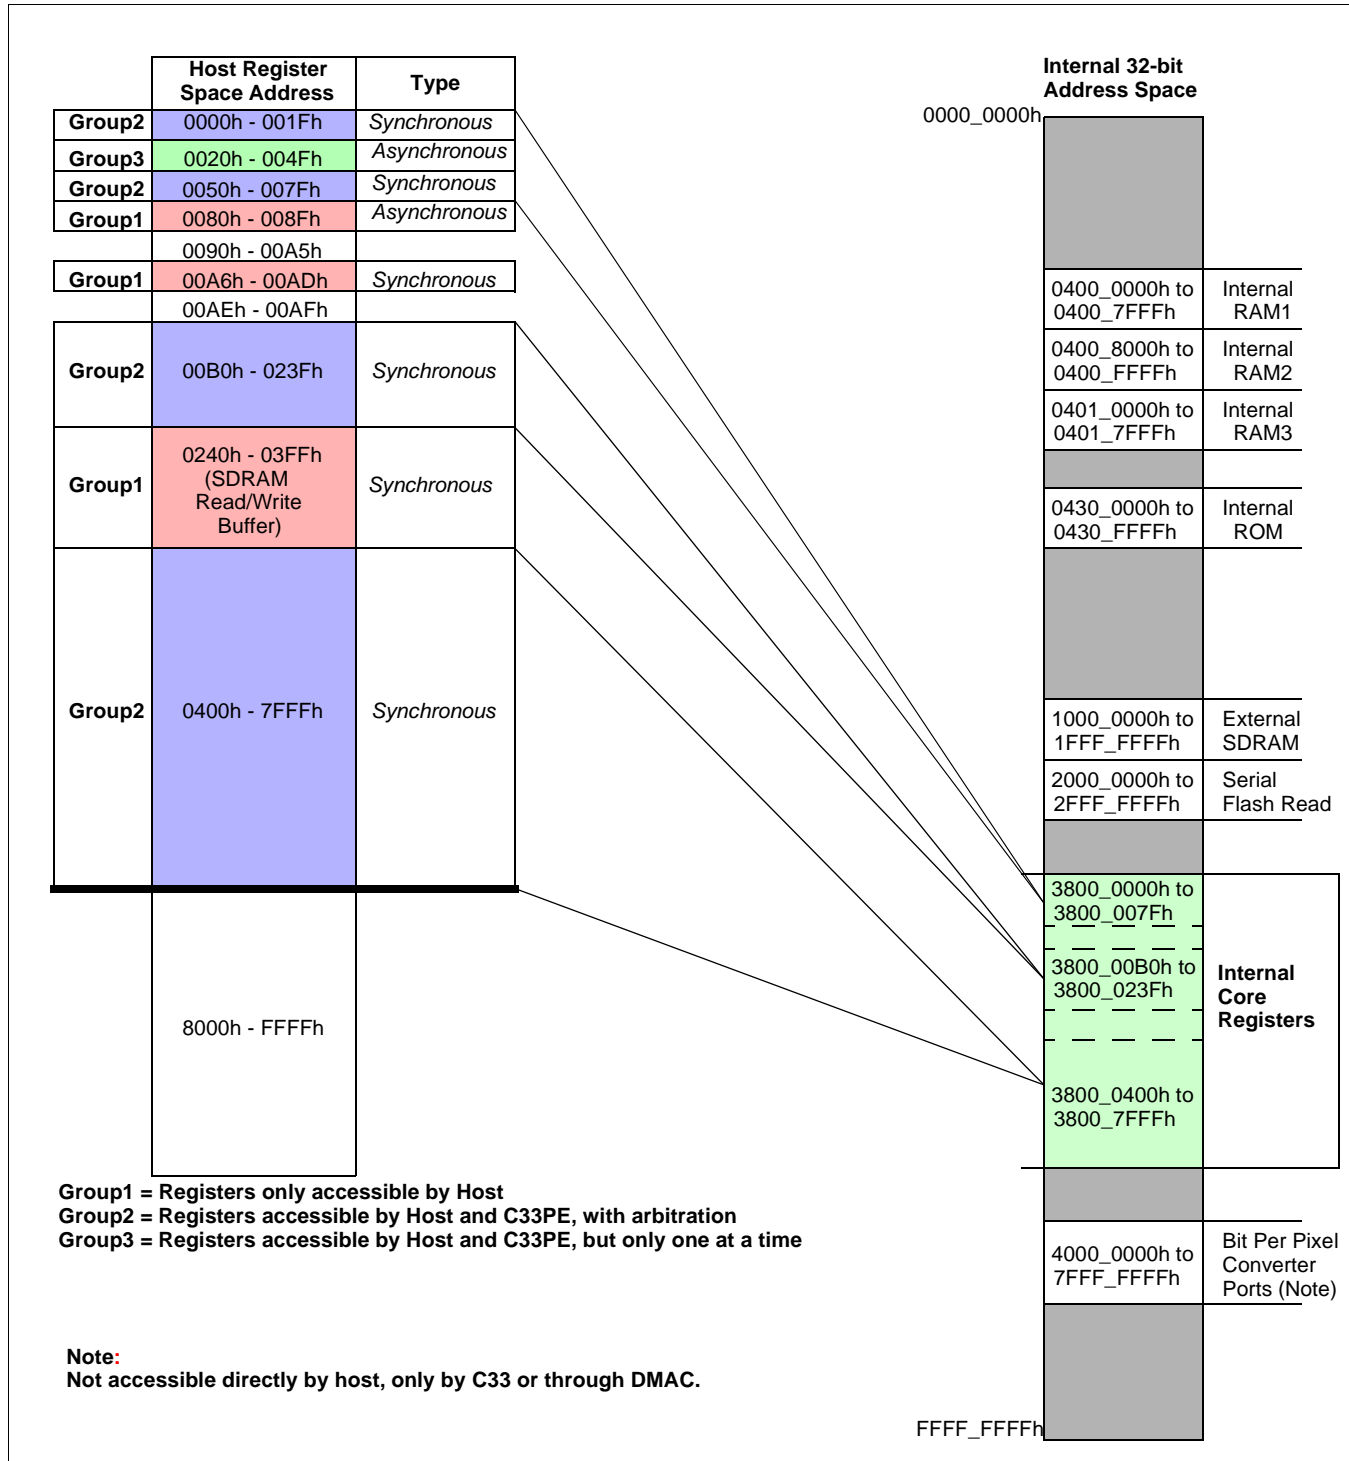 Host Register
Space Address
Type
Group2 0000h - 001Fh Synchronous
Group3 0020h - 004Fh Asynchronous
Group2 0050h - 007Fh Synchronous
Group1 0080h - 008Fh Asynchronous
0090h - 00A5h
Group1 00A6h - 00ADh Synchronous
00AEh - 00AFh
Group2 00B0h - 023Fh Synchronous
Group1
0240h - 03FFh
(SDRAM
Read/Write
Buffer)
Synchronous
Group2 0400h - 7FFFh Synchronous
8000h - FFFFh
Group1 = Registers only accessible by Host
Group2 = Registers accessible by Host and C33PE, with arbitration
Group3 = Registers accessible by Host and C33PE, but only one at a time
Note:
Not accessible directly by host, only by C33 or through DMAC.
Internal 32-bit
Address Space
0000_0000h
0400_0000h to
0400_7FFFh
Internal
RAM1
0400_8000h to
0400_FFFFh
Internal
RAM2
0401_0000h to
0401_7FFFh
Internal
RAM3
0430_0000h to
0430_FFFFh
Internal
ROM
1000_0000h to
1FFF_FFFFh
External
SDRAM
2000_0000h to
2FFF_FFFFh
Serial
Flash Read
3800_0000h to
3800_007Fh
3800_00B0h to
3800_023Fh
3800_0400h to
3800_7FFFh
Internal
Core
Registers
4000_0000h to
7FFF_FFFFh
Bit Per Pixel
Converter
Ports (Note)
FFFF_FFFFh